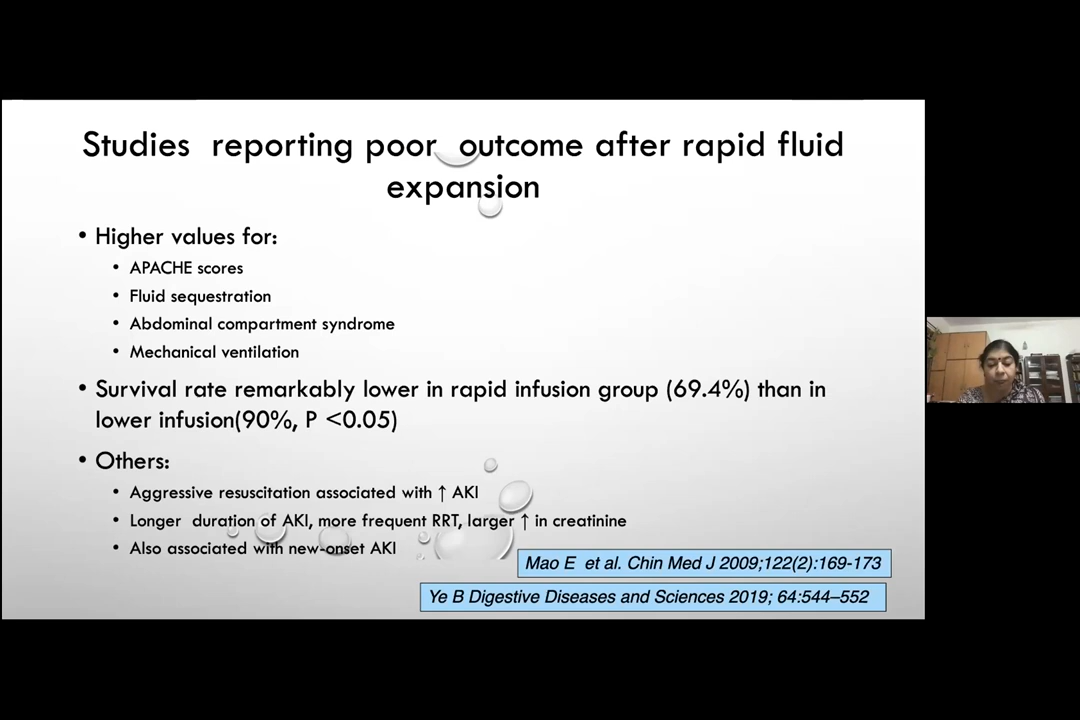 Studies reporting poor outcome after rapid fluid
expansion
• Higher values for:
• APACHE scores
• Fluid sequestration
• Abdominal compartment syndrome
• Mechanical ventilation
• Survival rate remarkably lower in rapid infusion group (69.4%) than in
lower infusion(90%, P <0.05)
• Others:
• Aggressive resuscitation associated with ↑ AKI
• Longer duration of AKI, more frequent RRT, larger ↑ in creatinine
• Also associated with new-onset AKI
Mao E et al. Chin Med J 2009;122(2):169-173
Ye B Digestive Diseases and Sciences 2019; 64:544–552